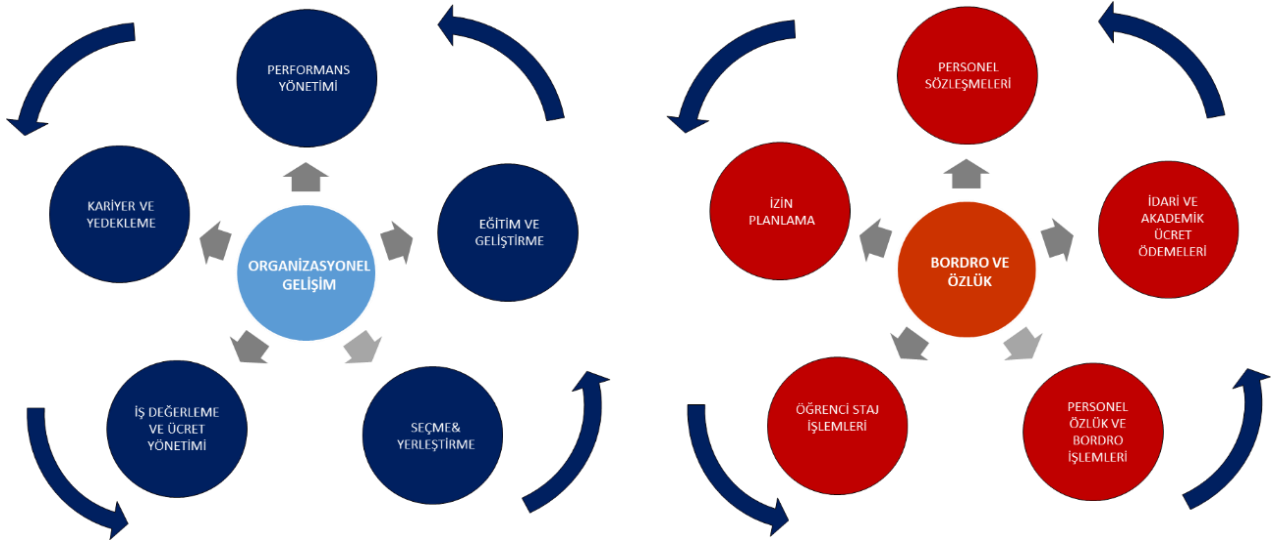 PERFORMANS
YÖNETİMİ
KARİYER VE
YEDEKLEME
EĞİTİM VE
GELİŞTİRME
ORGANİZASYONEL
GELİŞİM
İŞ DEĞERLEME
VE ÜCRET
YÖNETİMİ
SEÇME&
YERLEŞTİRME
PERSONEL
SÖZLEŞMELERİ
İZİN
PLANLAMA
İDARİ VE
AKADEMİK
ÜCRET
ÖDEMELERİ
BORDRO VE
ÖZLÜK
ÖĞRENCİ STAJ
İŞLEMLERİ
PERSONEL
ÖZLÜK VE
BORDRO
İŞLEMLERİ